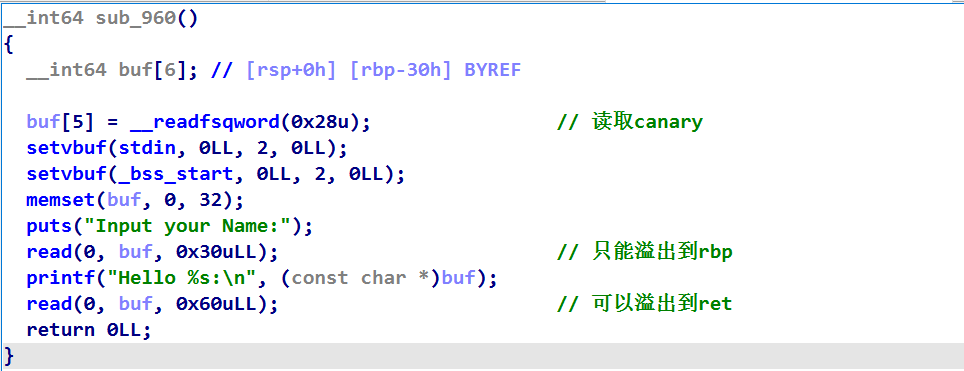 __int64 sub_960()
{
  __int64 buf[6]; // [rsp+0h] [rbp-30h] BYREF
  buf[5] = __readfsqword(0x28u); // 读取canary
  setvbuf(stdin, 0LL, 2, 0LL);
  setvbuf(_bss_start, 0LL, 2, 0LL);
  memset(buf, 0, 32);
  puts("Input your Name:");
  read(0, buf, 0x30uLL); // 只能溢出到rbp
  printf("Hello %s:\n", (const char *)buf);
  read(0, buf, 0x60uLL); // 可以溢出到ret
  return 0LL;
}